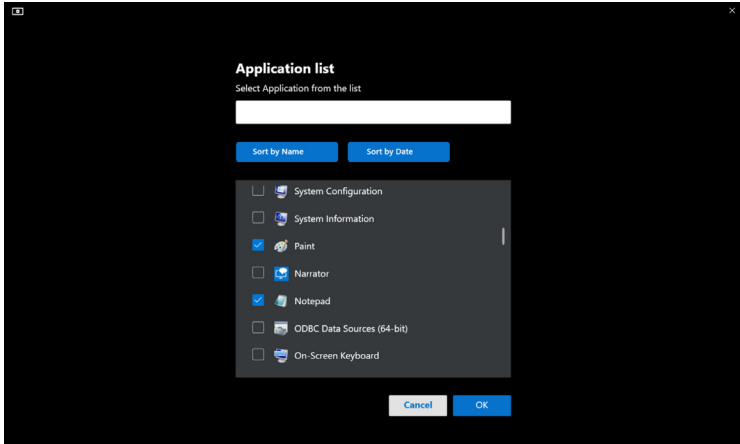 Application list
Select Application from the list
Sort by Name
Sort by Date
System Configuration
System Information
Paint
Narrator
Notepad
ODBC Data Sources (64-bit)
On-Screen Keyboard
Cancel
OK